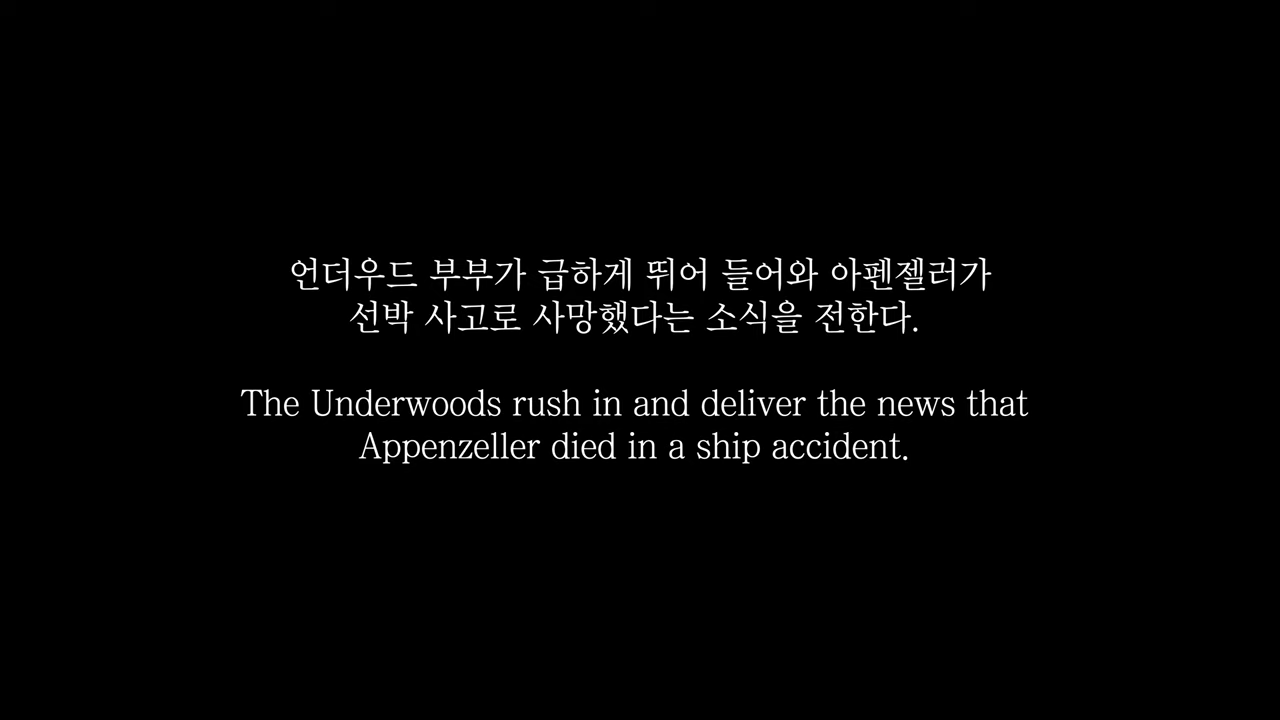 언더우드 부부가 급하게 뛰어 들어와 아펜젤러가
선박 사고로 사망했다는 소식을 전한다.
The Underwoods rush in and deliver the news that
Appenzeller died in a ship accident.